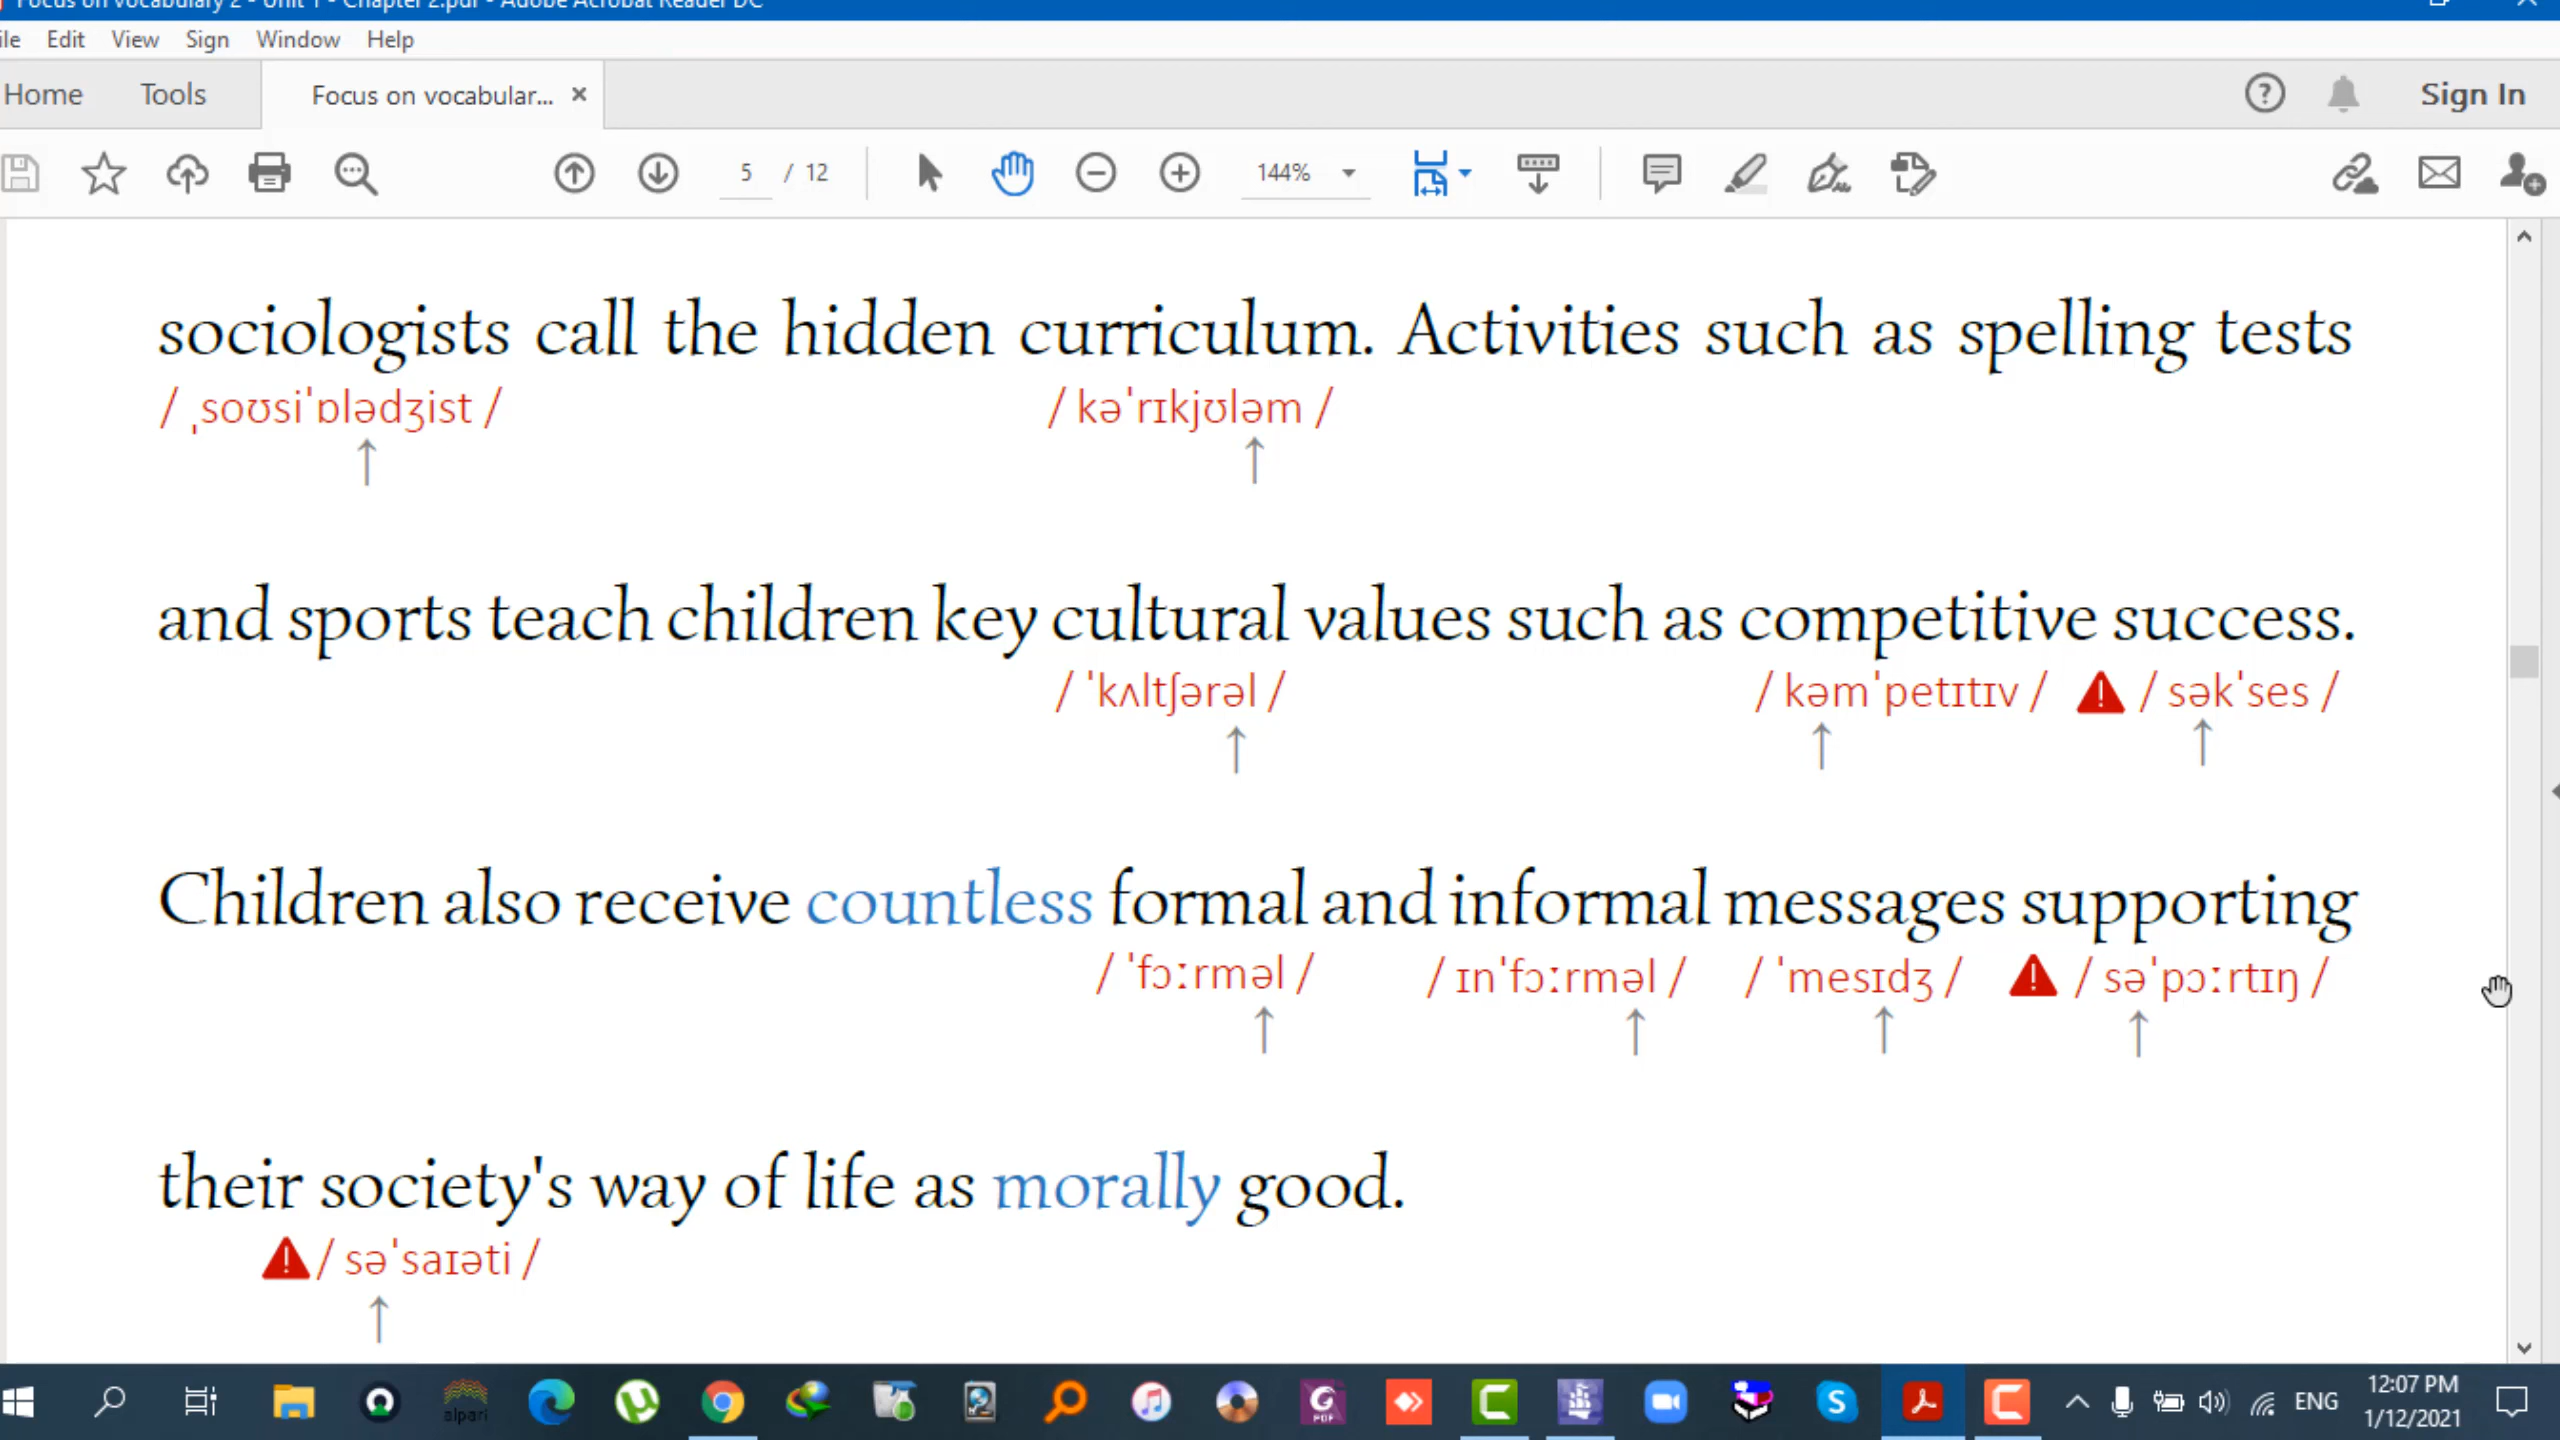 Focus on vocabulary 2 - Unit 1 - Chapter 2.pdf - Adobe Acrobat Reader DC
Edit View Sign Window Help
Home Tools Focus on vocabular... Sign In
5 / 12 144%
sociologists call the hidden curriculum. Activities such as spelling tests
/ ˌsoʊsiˈɒlədʒist / / kəˈrɪkjʊləm /
and sports teach children key cultural values such as competitive success.
/ ˈkʌltʃərəl / / kəmˈpetɪtɪv / / səkˈses /
Children also receive countless formal and informal messages supporting
/ ˈfɔːrməl / / ɪnˈfɔːrməl / / ˈmesɪdʒ / / səˈpɔːrtɪŋ /
their society's way of life as morally good.
/ səˈsaɪəti /
alpari
ENG 12:07 PM
1/12/2021